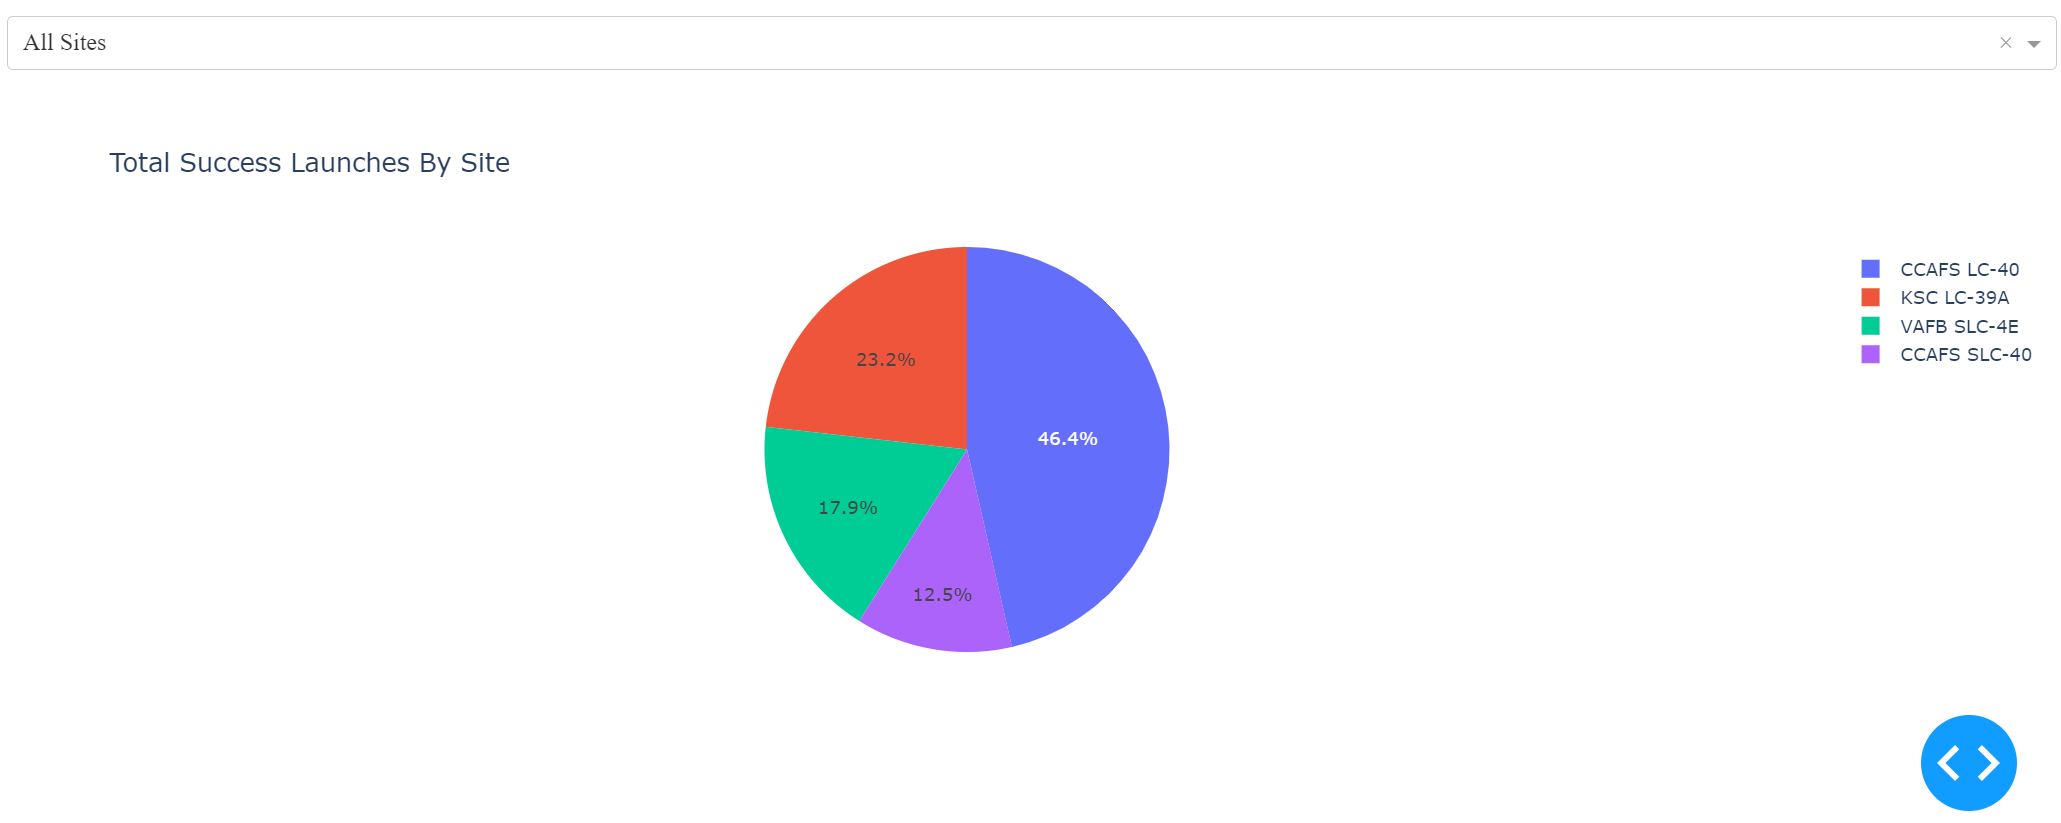 All Sites
Total Success Launches By Site
CCAFS LC-40
KSC LC-39A
VAFB SLC-4E
CCAFS SLC-40
23.2%
46.4%
17.9%
12.5%